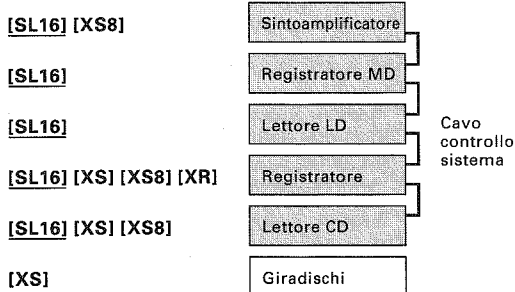 [SL16] [XS8] Sintoamplificatore
[SL16] Registratore MD
[SL16] Lettore LD
Cavo
controllo
sistema
[SL16] [XS] [XS8] [XR] Registratore
[SL16] [XS] [XS8] Lettore CD
[XS] Giradischi